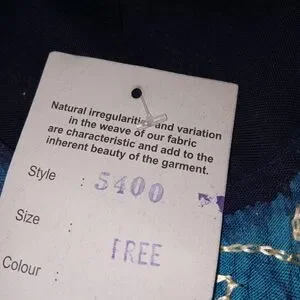 Natural irregularities and variation
in the weave of our fabric
are characteristic and add to the
inherent beauty of the garment.
Style : 5400
Size : FREE
Colour :